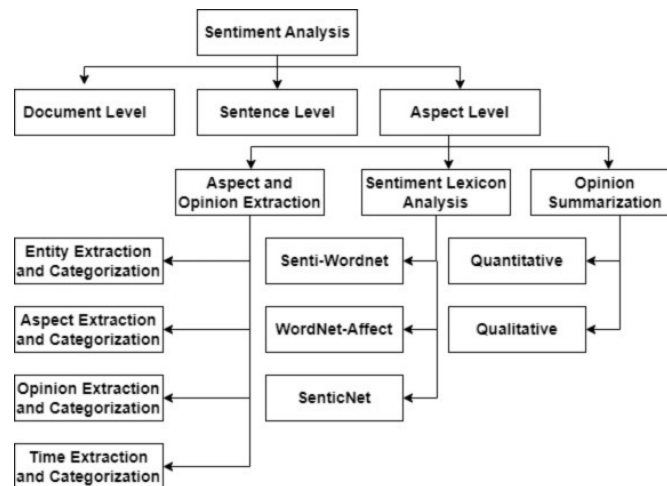 Sentiment Analysis
Document Level
Sentence Level
Aspect Level
Aspect and
Opinion Extraction
Sentiment Lexicon
Analysis
Opinion
Summarization
Entity Extraction
and Categorization
Senti-Wordnet
Quantitative
Aspect Extraction
and Categorization
WordNet-Affect
Qualitative
Opinion Extraction
and Categorization
SenticNet
Time Extraction
and Categorization